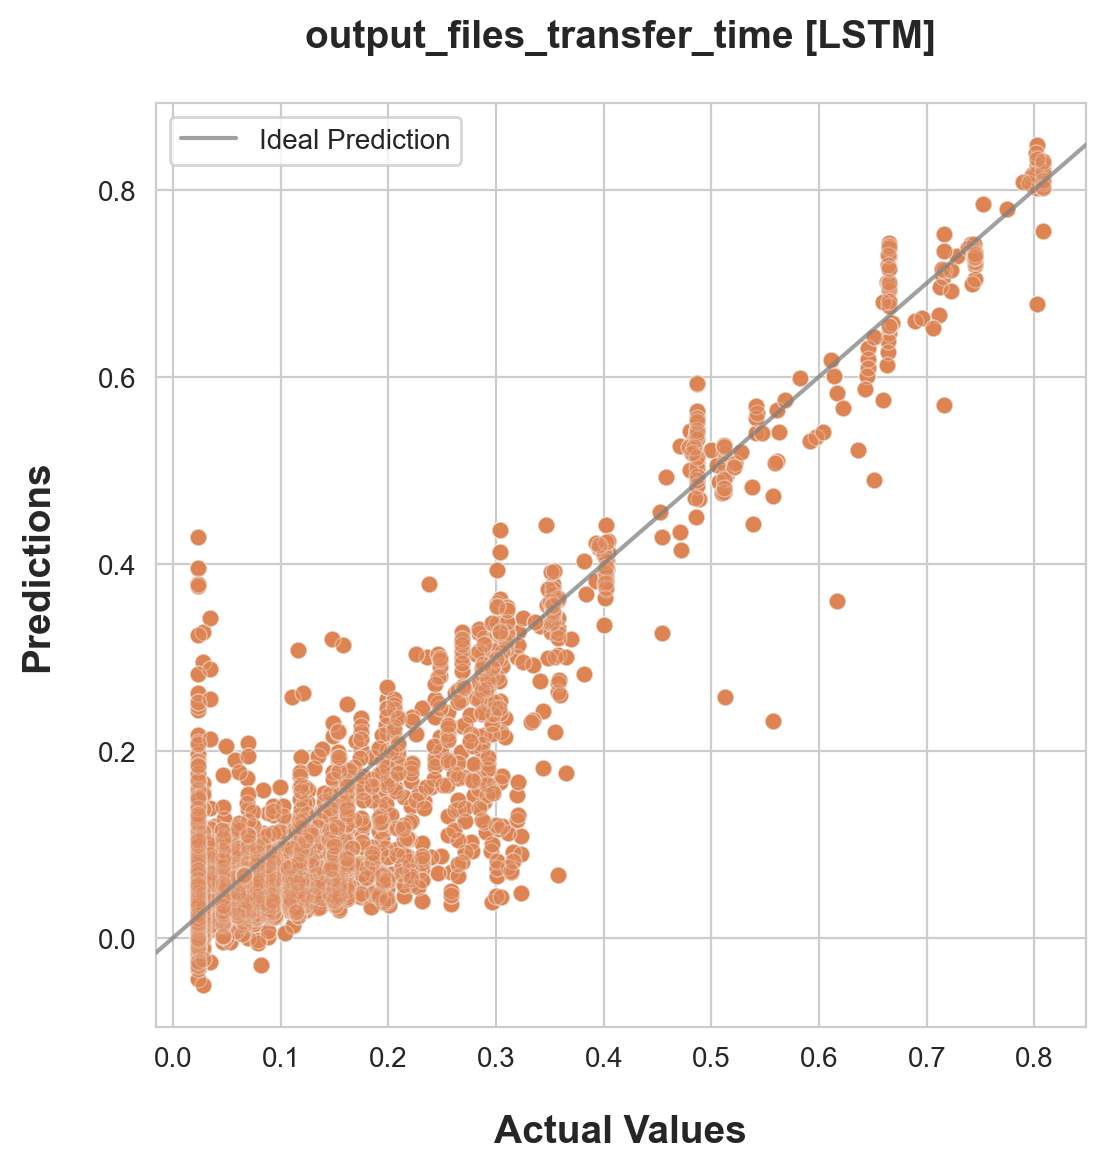 output_files_transfer_time [LSTM]
Ideal Prediction
Predictions
0.8
0.6
0.4
0.2
0.0
0.0 0.1 0.2 0.3 0.4 0.5 0.6 0.7 0.8
Actual Values